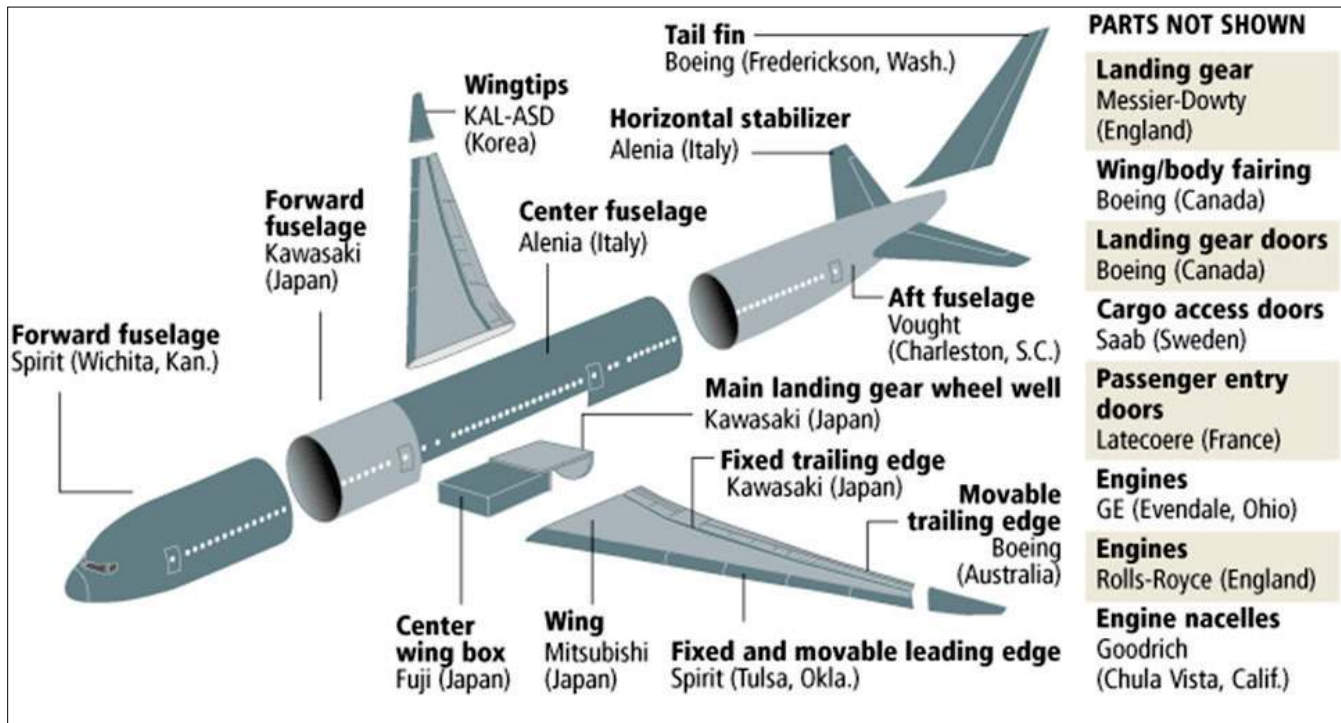 Tail fin
Boeing (Frederickson, Wash.)
Wingtips
KAL-ASD
(Korea)
Horizontal stabilizer
Alenia (Italy)
Forward
fuselage
Kawasaki
(Japan)
Center fuselage
Alenia (Italy)
Forward fuselage
Spirit (Wichita, Kan.)
Aft fuselage
Vought
(Charleston, S.C.)
Main landing gear wheel well
Kawasaki (Japan)
Fixed trailing edge
Kawasaki (Japan)
Movable
trailing edge
Boeing
(Australia)
Center
wing box
Fuji (Japan)
Wing
Mitsubishi
(Japan)
Fixed and movable leading edge
Spirit (Tulsa, Okla.)
PARTS NOT SHOWN
Landing gear
Messier-Dowty
(England)
Wing/body fairing
Boeing (Canada)
Landing gear doors
Boeing (Canada)
Cargo access doors
Saab (Sweden)
Passenger entry
doors
Latecoere (France)
Engines
GE (Evendale, Ohio)
Engines
Rolls-Royce (England)
Engine nacelles
Goodrich
(Chula Vista, Calif.)